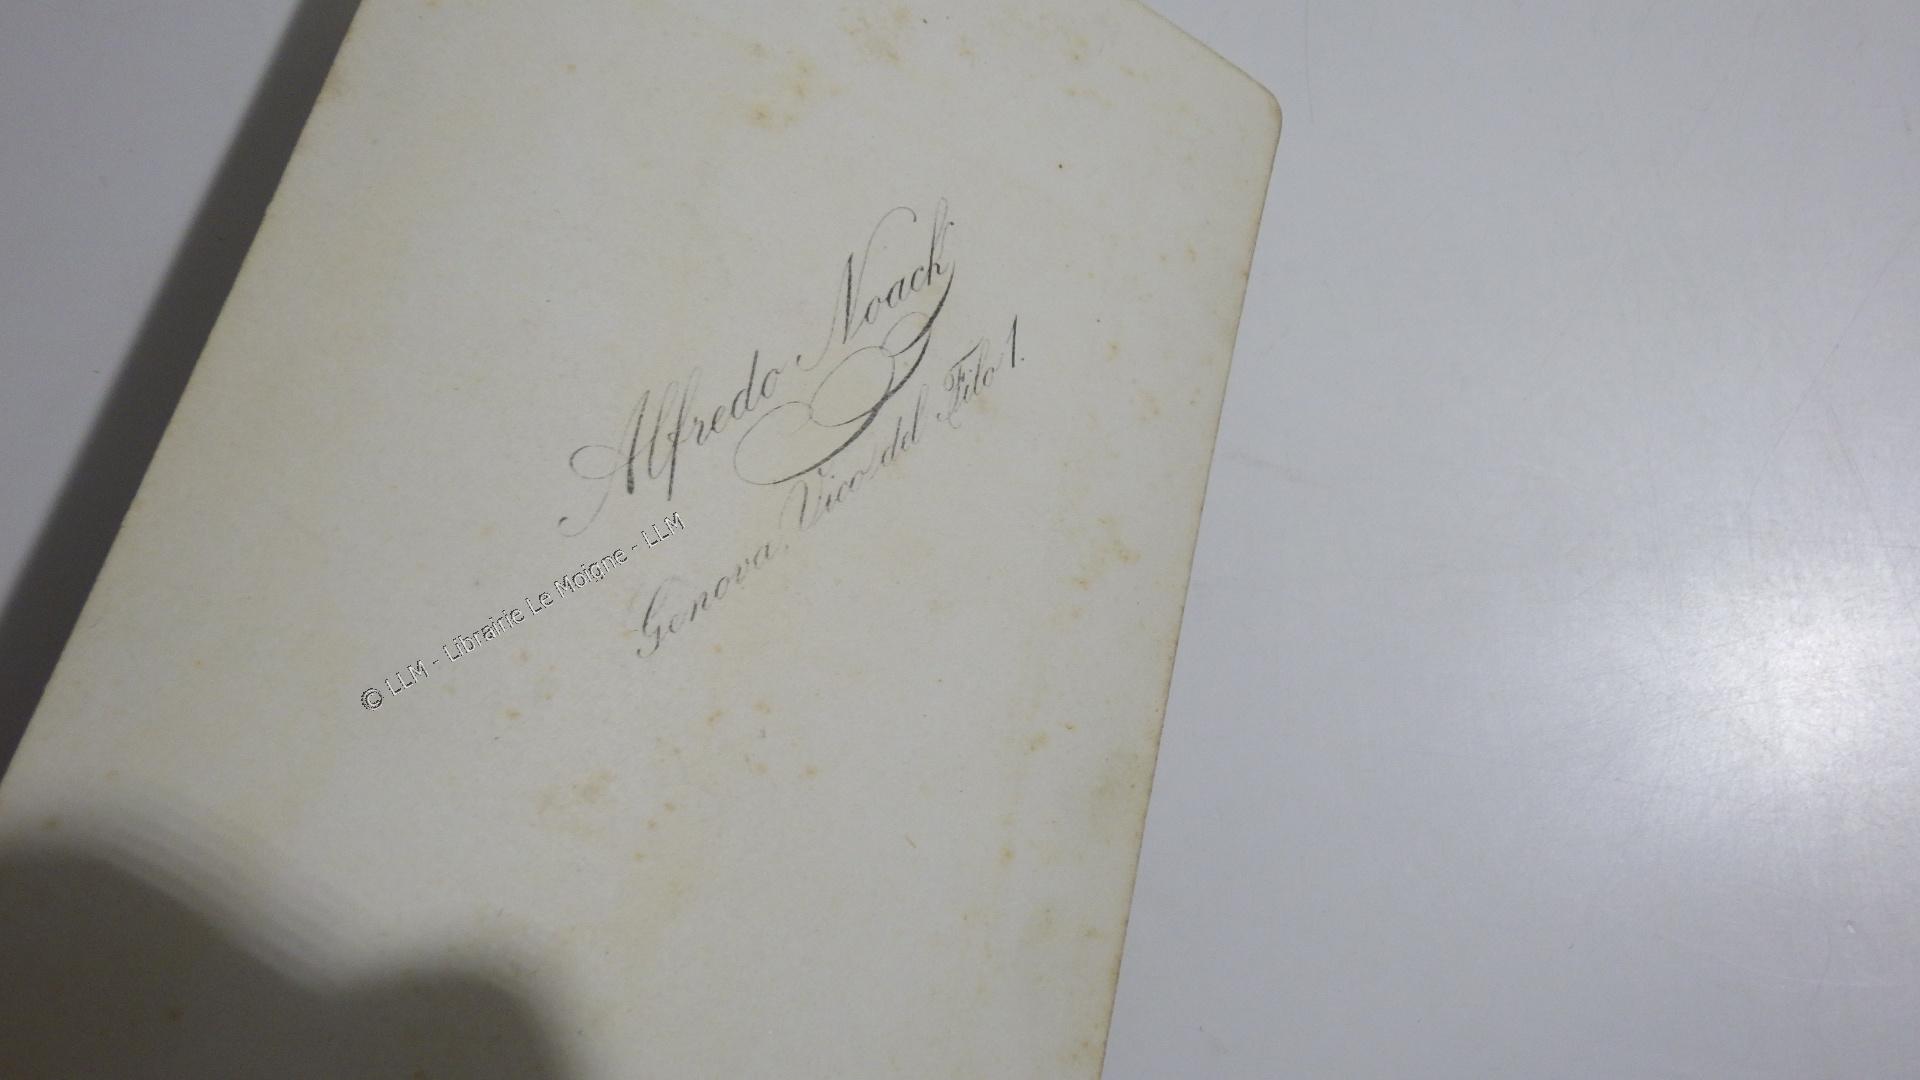 Alfredo Noack
Genova, Vico del Filo 1.
© LLM - Librairie Le Moigne - LLM